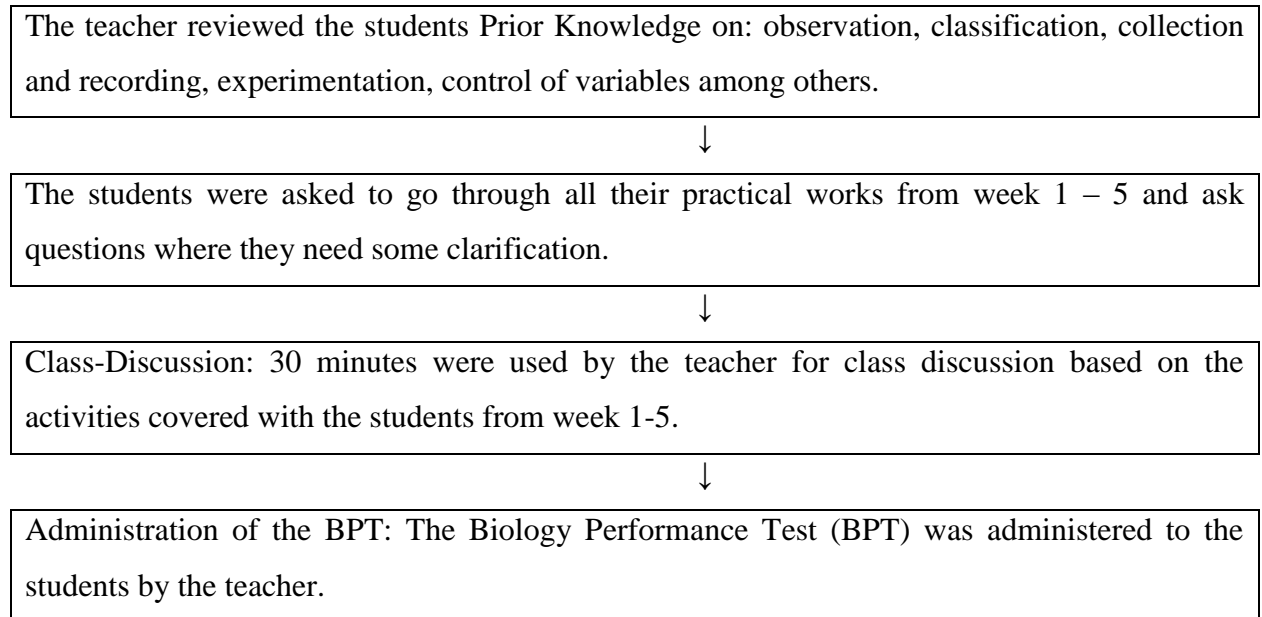 The teacher reviewed the students Prior Knowledge on: observation, classification, collection
and recording, experimentation, control of variables among others.
↓
The students were asked to go through all their practical works from week 1 – 5 and ask
questions where they need some clarification.
↓
Class-Discussion: 30 minutes were used by the teacher for class discussion based on the
activities covered with the students from week 1-5.
↓
Administration of the BPT: The Biology Performance Test (BPT) was administered to the
students by the teacher.